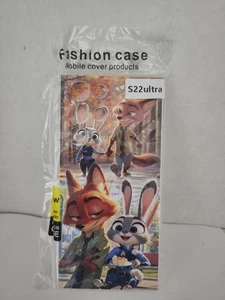 Fashion case
Mobile cover products
S22ultra